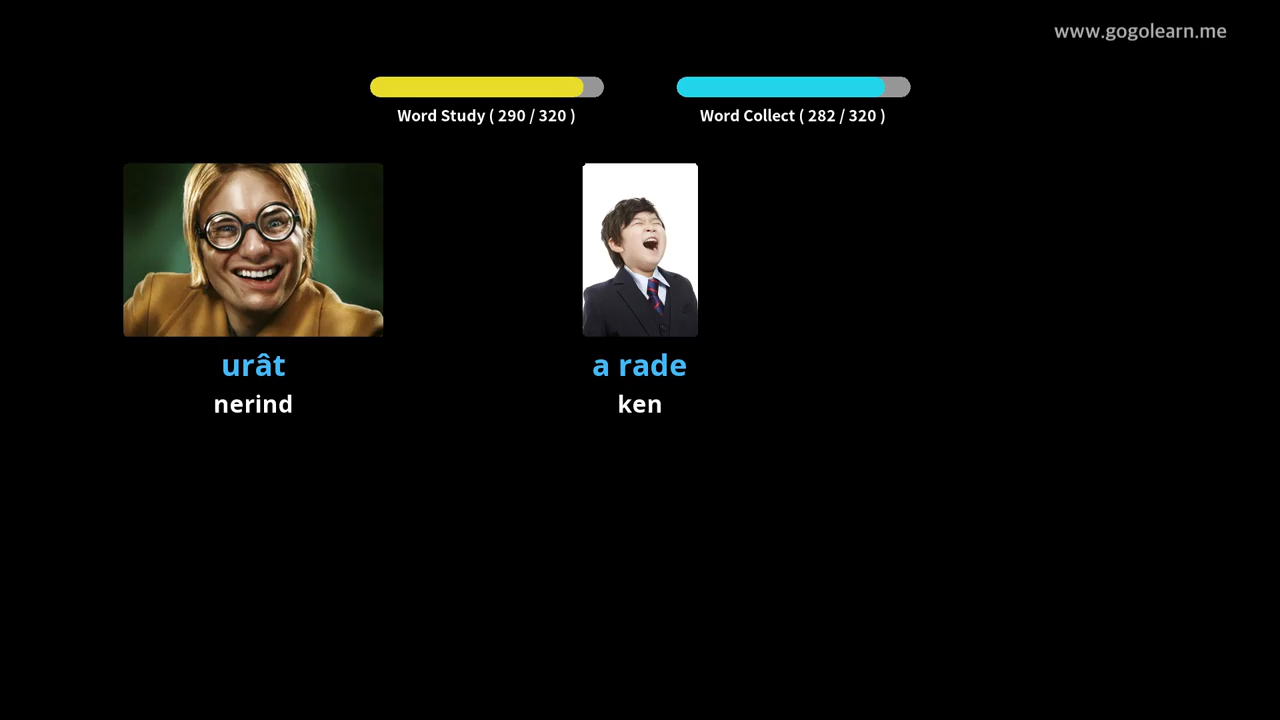 www.gogolearn.me
Word Study ( 290 / 320 )
Word Collect ( 282 / 320 )
urât
nerind
a rade
ken